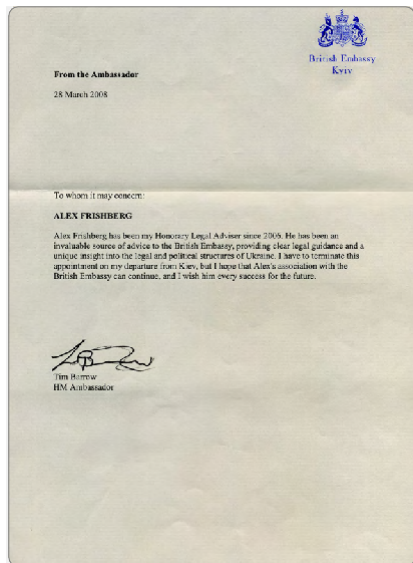 British Embassy
Kyiv
From the Ambassador
28 March 2008
To whom it may concern:
ALEX FRISHBERG
Alex Frishberg has been my Honorary Legal Adviser since 2006. He has been an
invaluable source of advice to the British Embassy, providing clear legal guidance and a
unique insight into the legal and political structures of Ukraine. I have to terminate this
appointment on my departure from Kiev, but I hope that Alex's association with the
British Embassy can continue, and I wish him every success for the future.
Tim Barrow
HM Ambassador